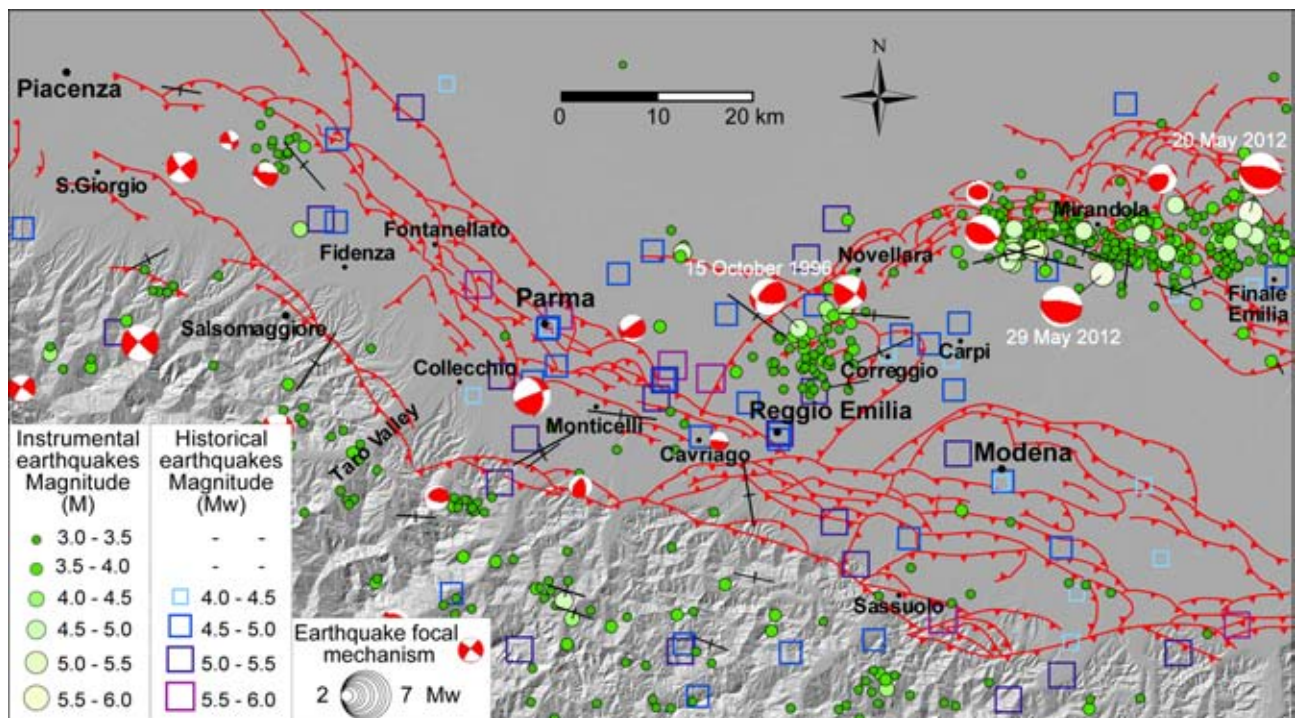 N
Piacenza
0 10 20 km
20 May 2012
S.Giorgio
Mirandola
Fontanellato
Fidenza
Novellara
15 October 1996
Parma
Finale
Emilia
Salsomaggiore
29 May 2012
Carpi
Collecchio
Correggio
Monticelli
Reggio Emilia
Taro Valley
Cavriago
Modena
Sassuolo
Instrumental
earthquakes
Magnitude
(M)
3.0 - 3.5
3.5 - 4.0
4.0 - 4.5
4.5 - 5.0
5.0 - 5.5
5.5 - 6.0
Historical
earthquakes
Magnitude
(Mw)
- -
- -
4.0 - 4.5
4.5 - 5.0
5.0 - 5.5
5.5 - 6.0
Earthquake focal
mechanism
2 7 Mw